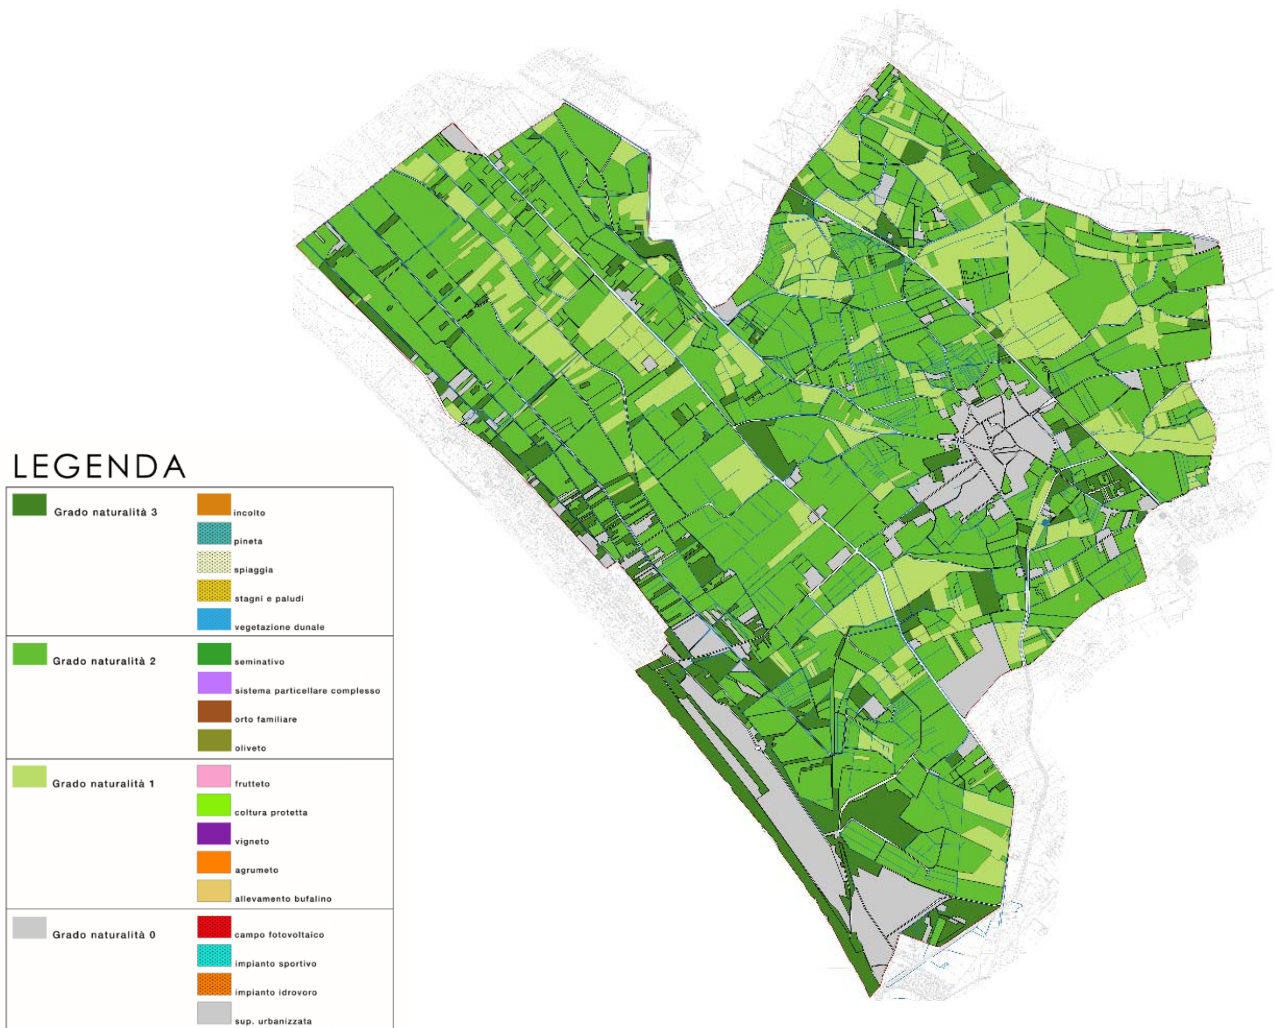 LEGENDA
Grado naturalità 3
incolto
pineta
spiaggia
stagni e paludi
vegetazione dunale
Grado naturalità 2
seminativo
sistema particellare complesso
orto familiare
oliveto
Grado naturalità 1
frutteto
coltura protetta
vigneto
agrumeto
allevamento bufalino
Grado naturalità 0
campo fotovoltaico
impianto sportivo
impianto idrovoro
sup. urbanizzata